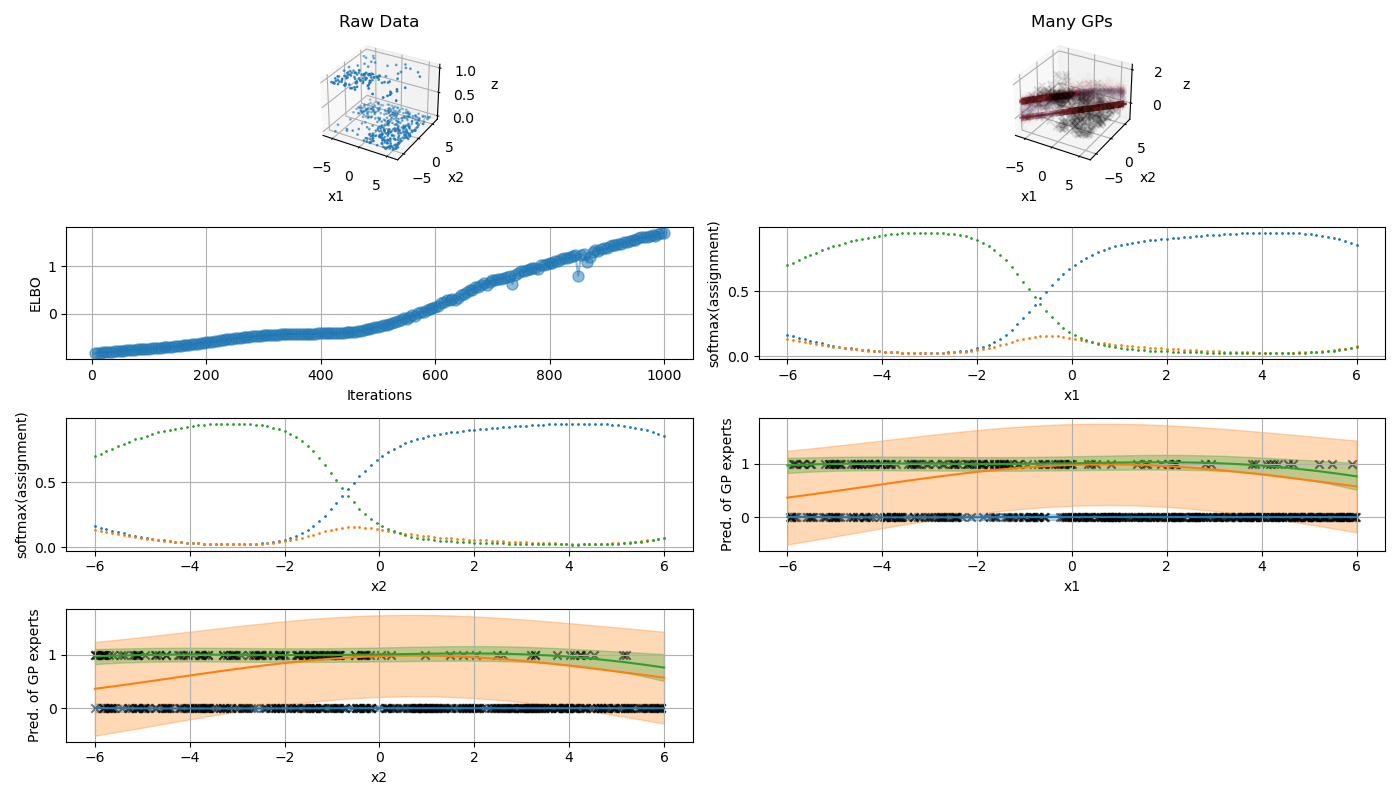 Raw Data
1.0
z
0.5
0.0
−5
0
5
x1
5
0
−5
x2
Many GPs
2
z
0
−5
0
5
x1
5
0
−5
x2
ELBO
1
0
0 200 400 600 800 1000
Iterations
softmax(assignment)
0.5
0.0
−6 −4 −2 0 2 4 6
x1
softmax(assignment)
0.5
0.0
−6 −4 −2 0 2 4 6
x2
Pred. of GP experts
1
0
−6 −4 −2 0 2 4 6
x1
Pred. of GP experts
1
0
−6 −4 −2 0 2 4 6
x2